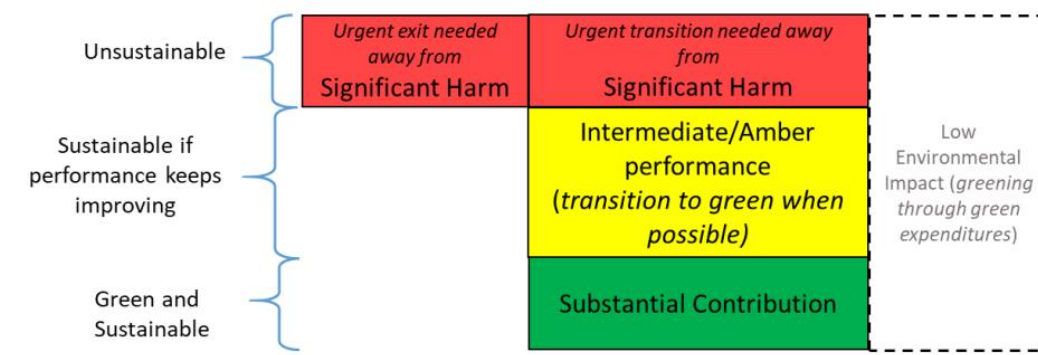 Unsustainable
Urgent exit needed
away from
Significant Harm
Urgent transition needed away
from
Significant Harm
Sustainable if
performance keeps
improving
Intermediate/Amber
performance
(transition to green when
possible)
Low
Environmental
Impact (greening
through green
expenditures)
Green and
Sustainable
Substantial Contribution